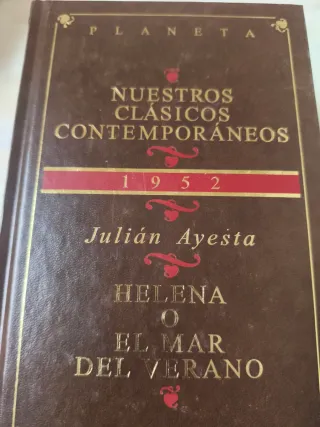 PLANETA
NUESTROS
CLÁSICOS
CONTEMPORÁNEOS
1952
Julián Ayesta
HELENA
O
EL MAR
DEL VERANO